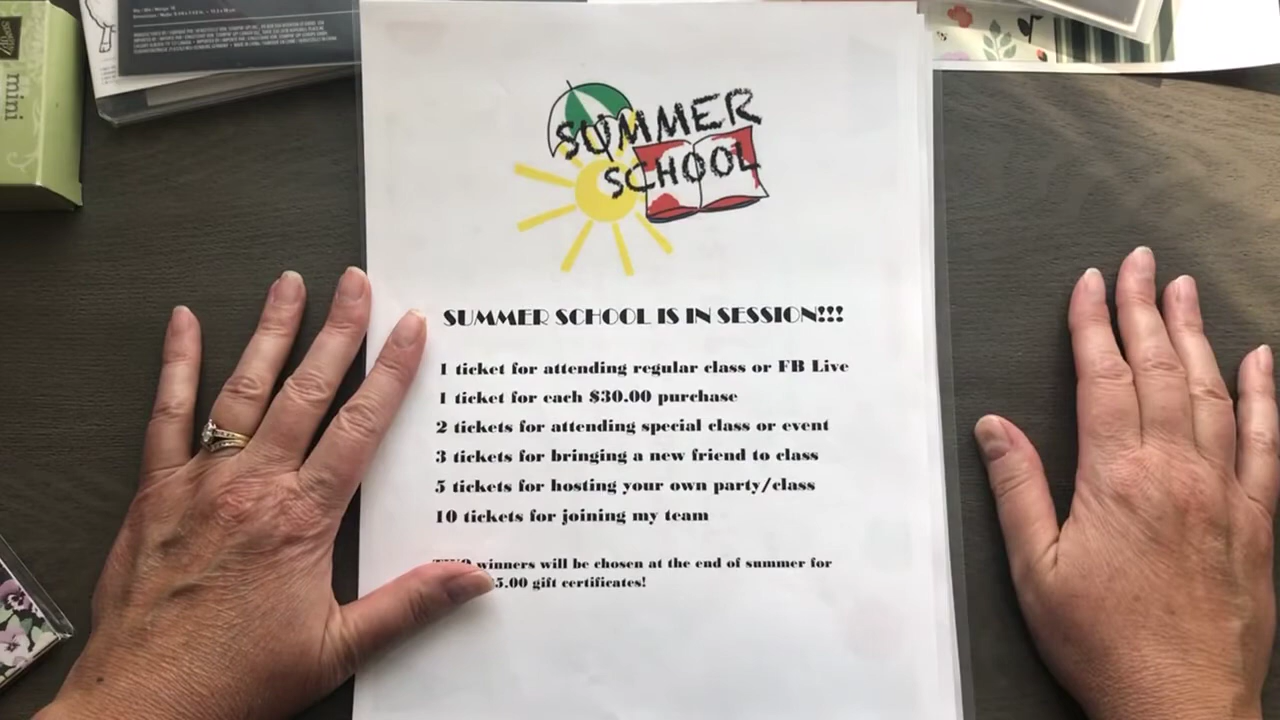 mini
SUMMER
SCHOOL
SUMMER SCHOOL IS IN SESSION!!!
1 ticket for attending regular class or FB Live
1 ticket for each $30.00 purchase
2 tickets for attending special class or event
3 tickets for bringing a new friend to class
5 tickets for hosting your own party/class
10 tickets for joining my team
TWO winners will be chosen at the end of summer for
5.00 gift certificates!